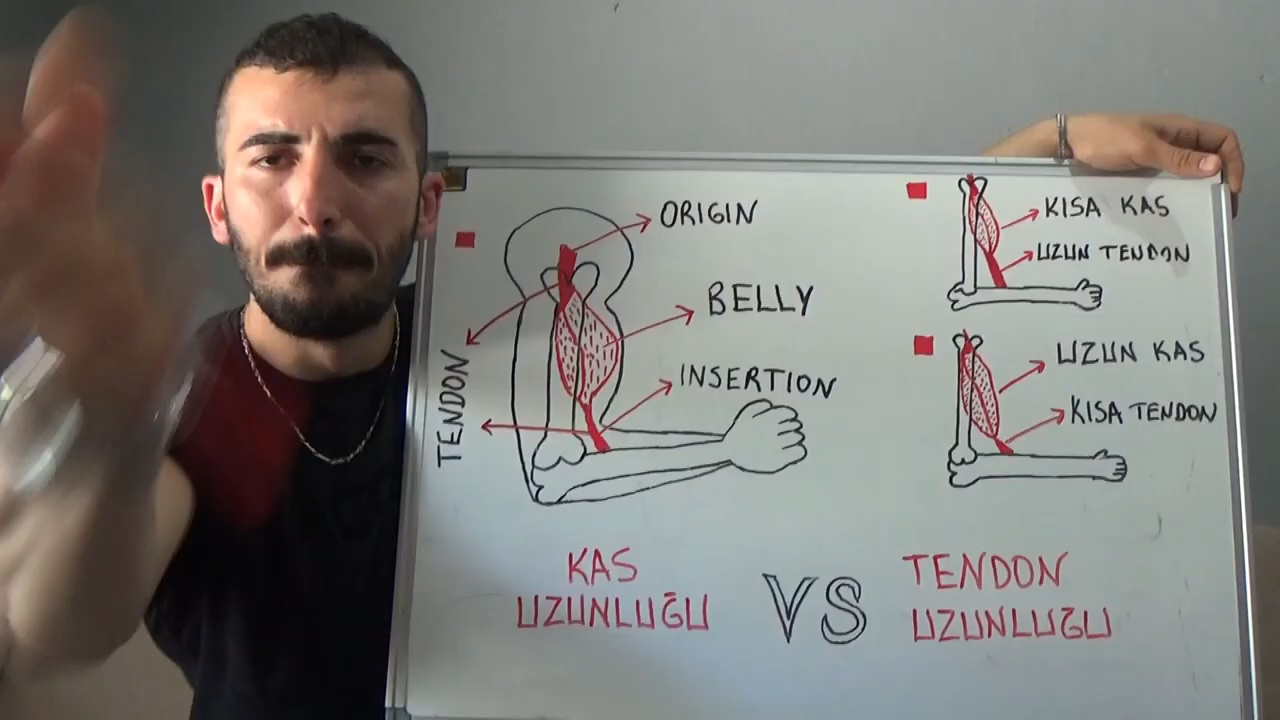 ORIGIN
BELLY
INSERTION
TENDON
KISA KAS
UZUN TENDON
UZUN KAS
KISA TENDON
KAS
UZUNLUĞU
VS
TENDON
UZUNLUĞU